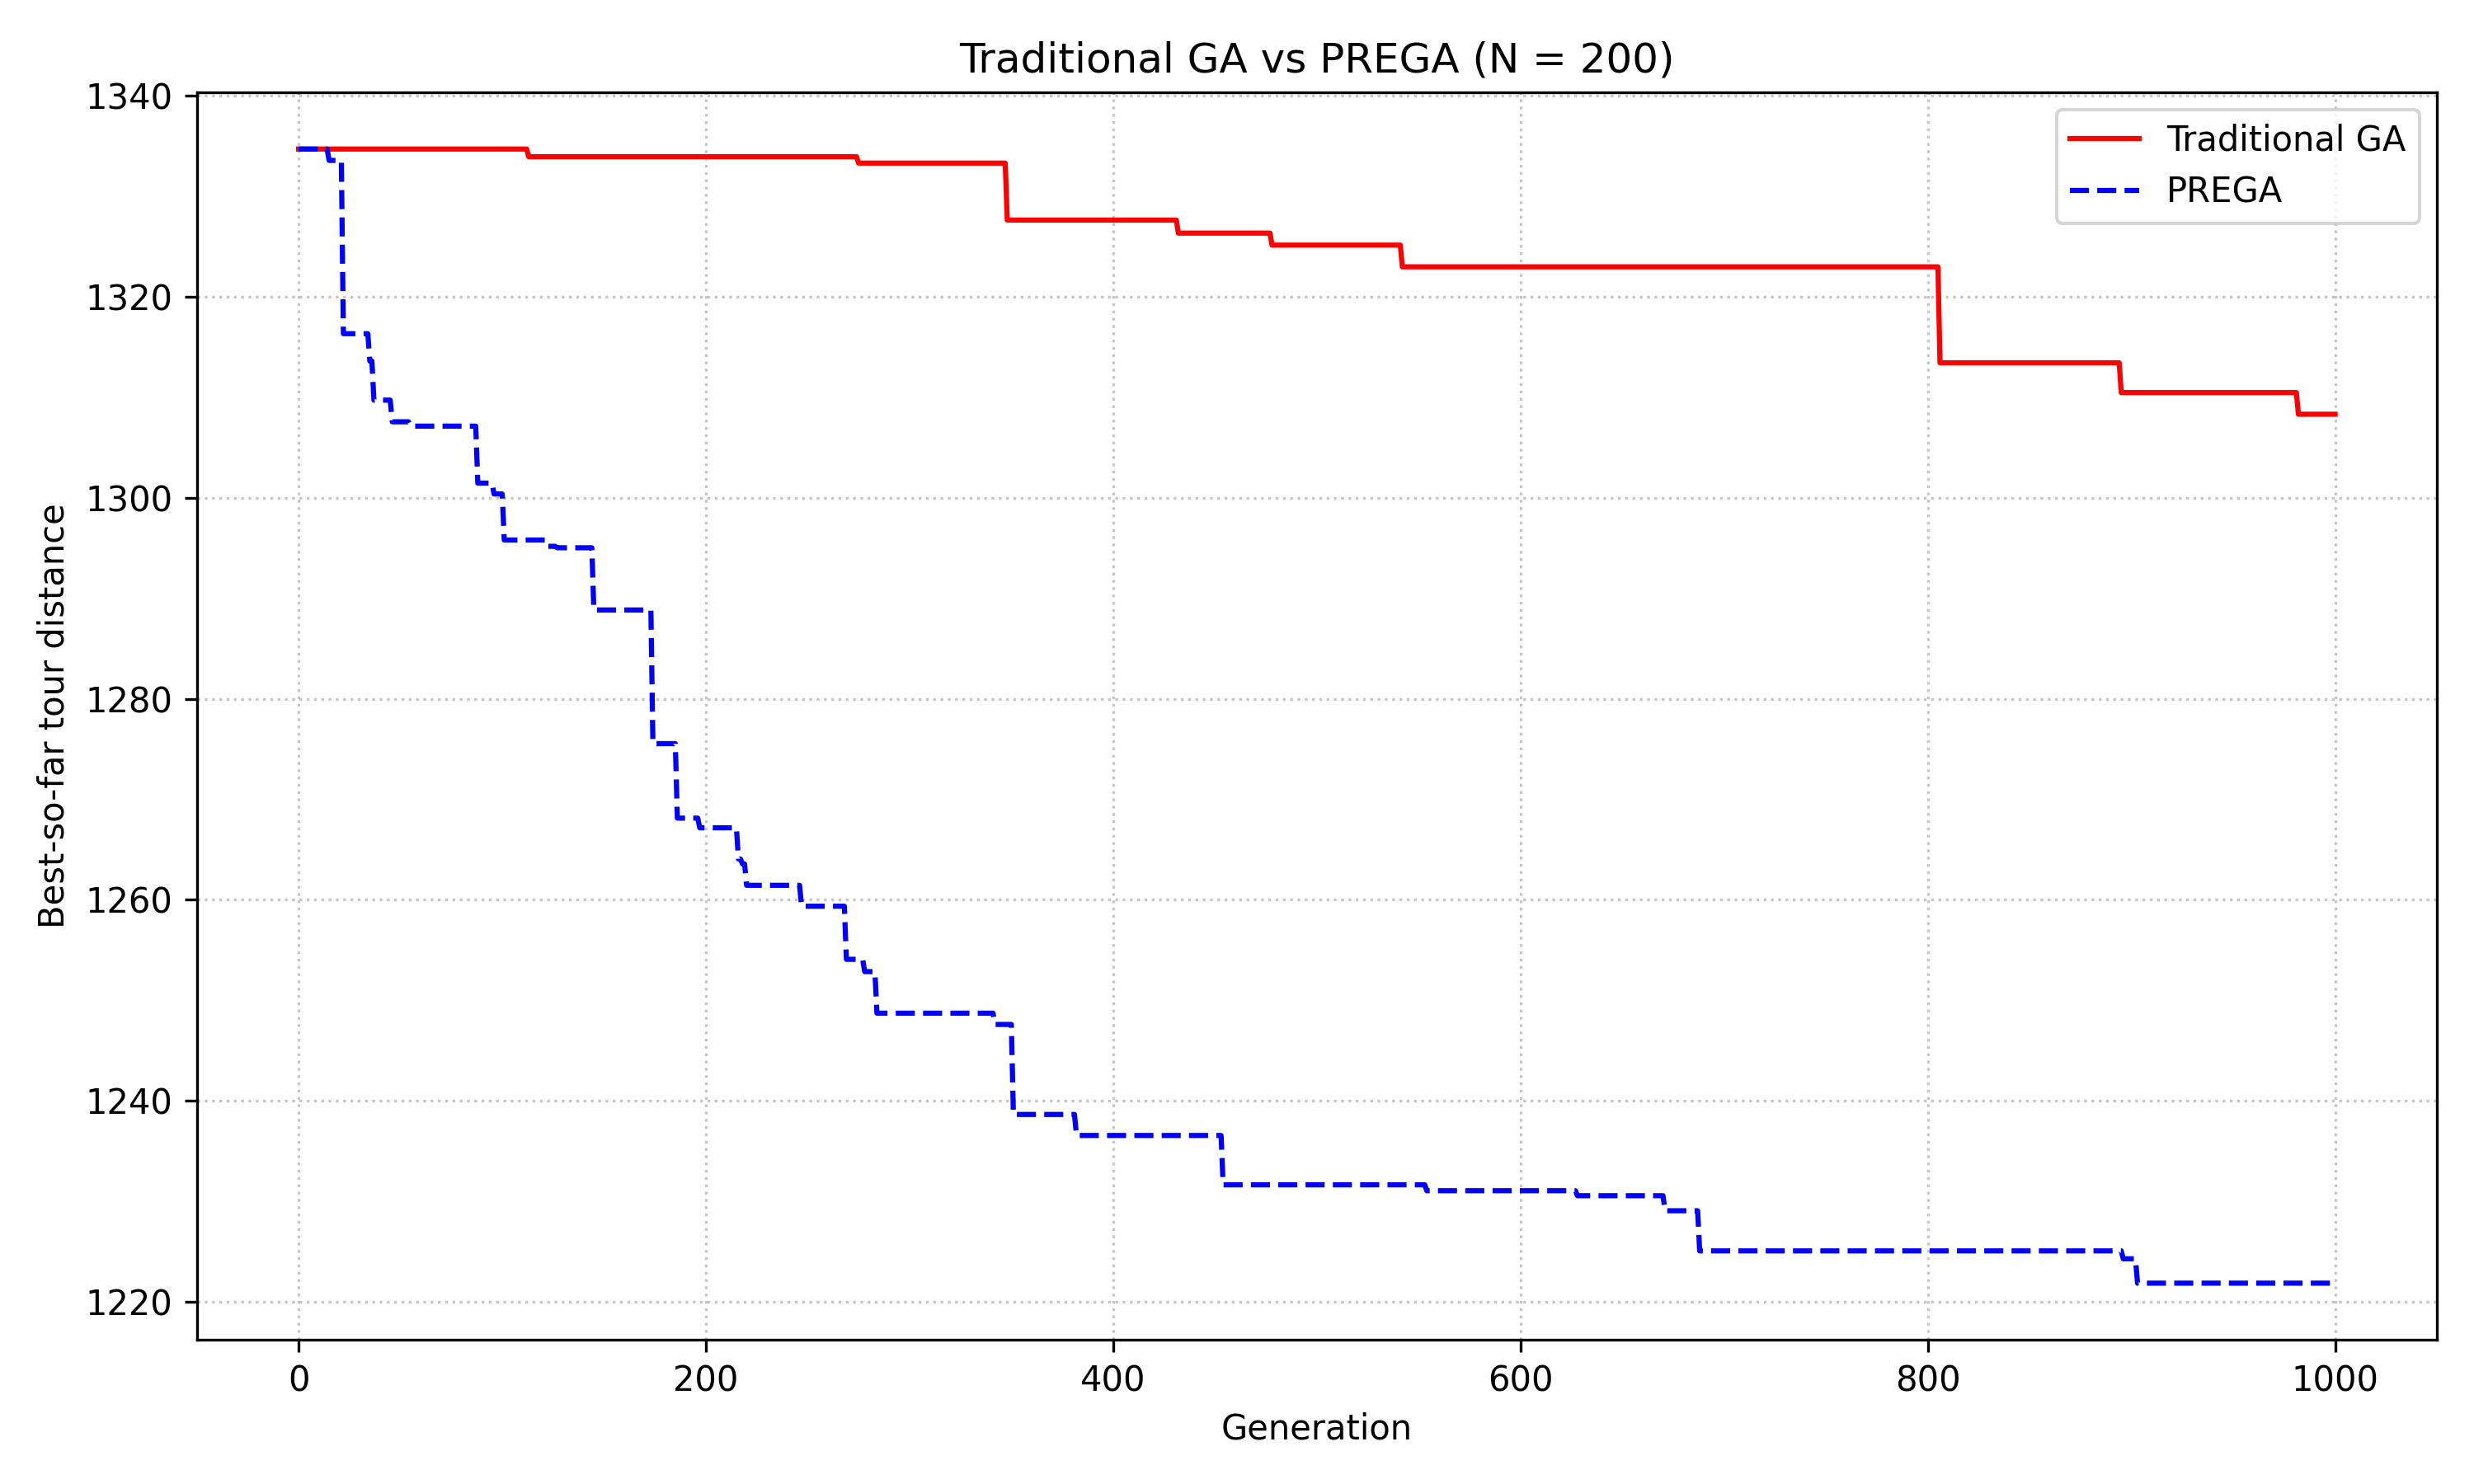 Traditional GA vs PREGA (N = 200)
Traditional GA
PREGA
Best-so-far tour distance
1340
1320
1300
1280
1260
1240
1220
0 200 400 600 800 1000
Generation